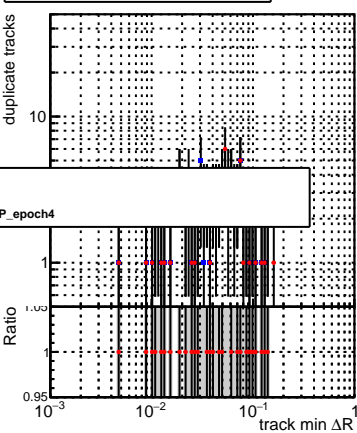 duplicate tracks
10
P_epoch4
1
1.05
Ratio
1
0.95
10−3
10−2
10−1
1
track min ΔR